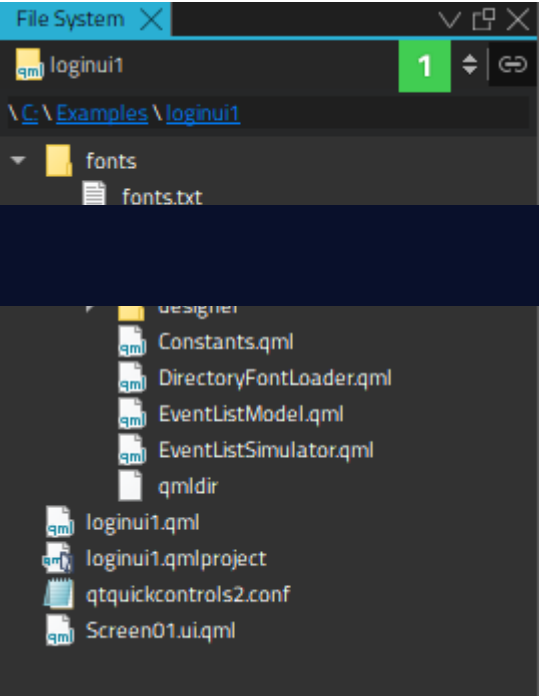 File System
loginui1
1
\ C: \ Examples \ loginui1
fonts
fonts.txt
designer
Constants.qml
DirectoryFontLoader.qml
EventListModel.qml
EventListSimulator.qml
qmldir
loginui1.qml
loginui1.qmlproject
qtquickcontrols2.conf
Screen01.ui.qml